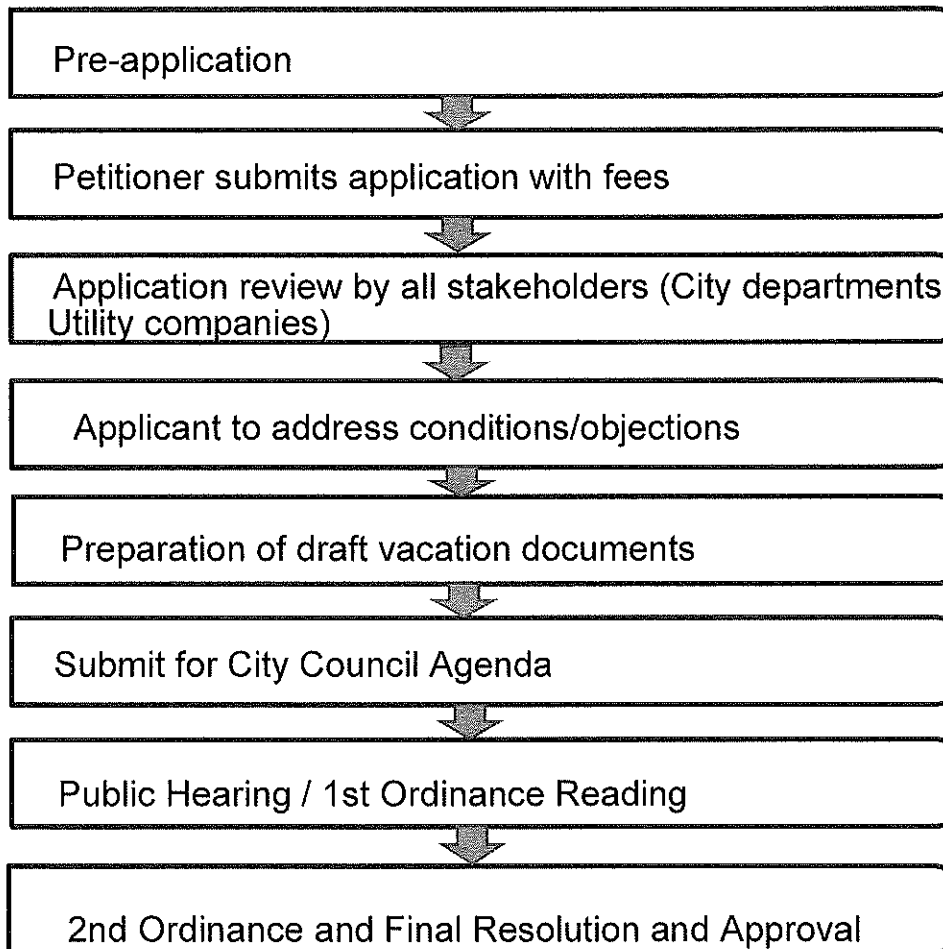 Pre-application
Petitioner submits application with fees
Application review by all stakeholders (City departments
Utility companies)
Applicant to address conditions/objections
Preparation of draft vacation documents
Submit for City Council Agenda
Public Hearing / 1st Ordinance Reading
2nd Ordinance and Final Resolution and Approval